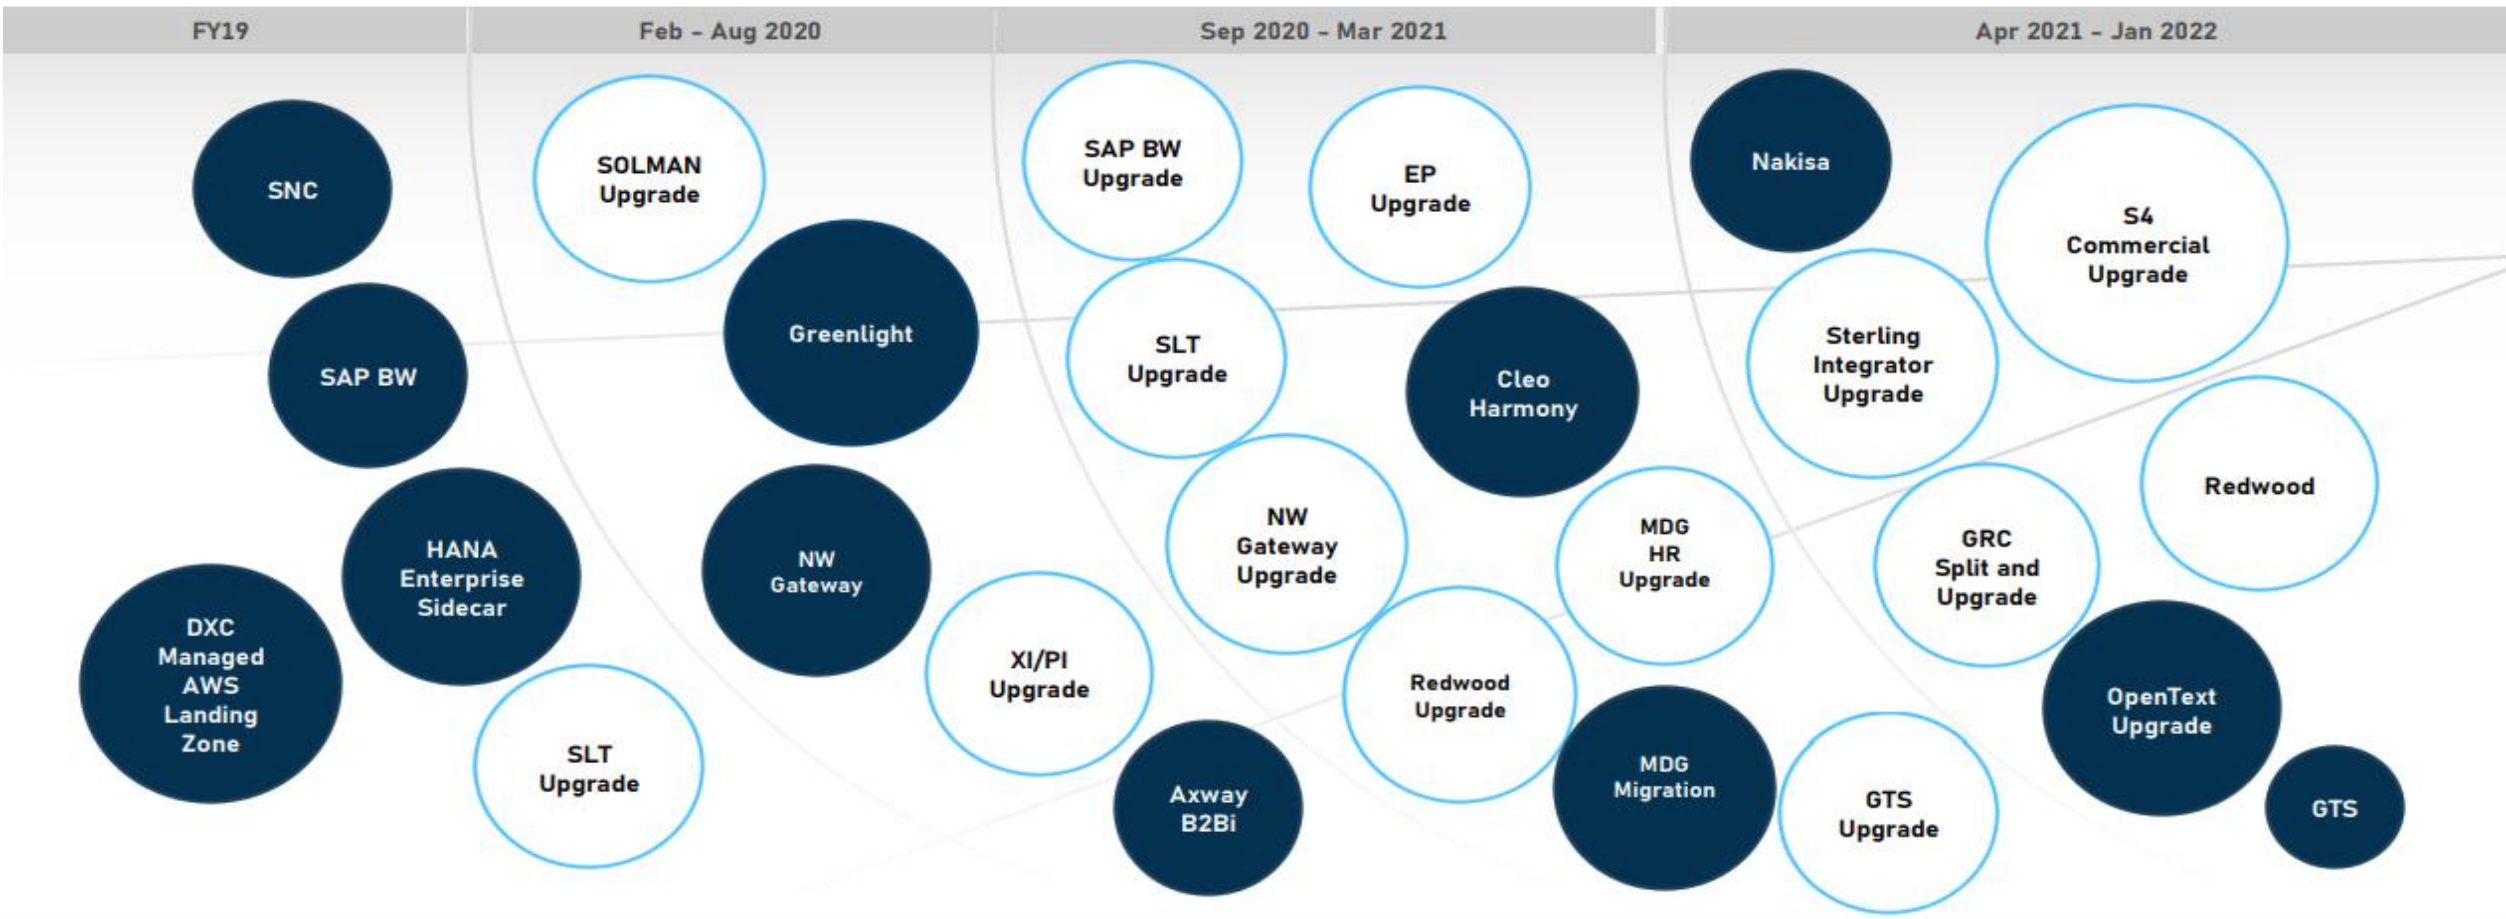 FY19
Feb – Aug 2020
Sep 2020 – Mar 2021
Apr 2021 – Jan 2022
SNC
SAP BW
HANA
Enterprise
Sidecar
DXC
Managed
AWS
Landing
Zone
SOLMAN
Upgrade
Greenlight
NW
Gateway
SLT
Upgrade
XI/PI
Upgrade
SAP BW
Upgrade
EP
Upgrade
SLT
Upgrade
Cleo
Harmony
NW
Gateway
Upgrade
MDG
HR
Upgrade
Redwood
Upgrade
Axway
B2Bi
MDG
Migration
Nakisa
S4
Commercial
Upgrade
Sterling
Integrator
Upgrade
Redwood
GRC
Split and
Upgrade
OpenText
Upgrade
GTS
Upgrade
GTS